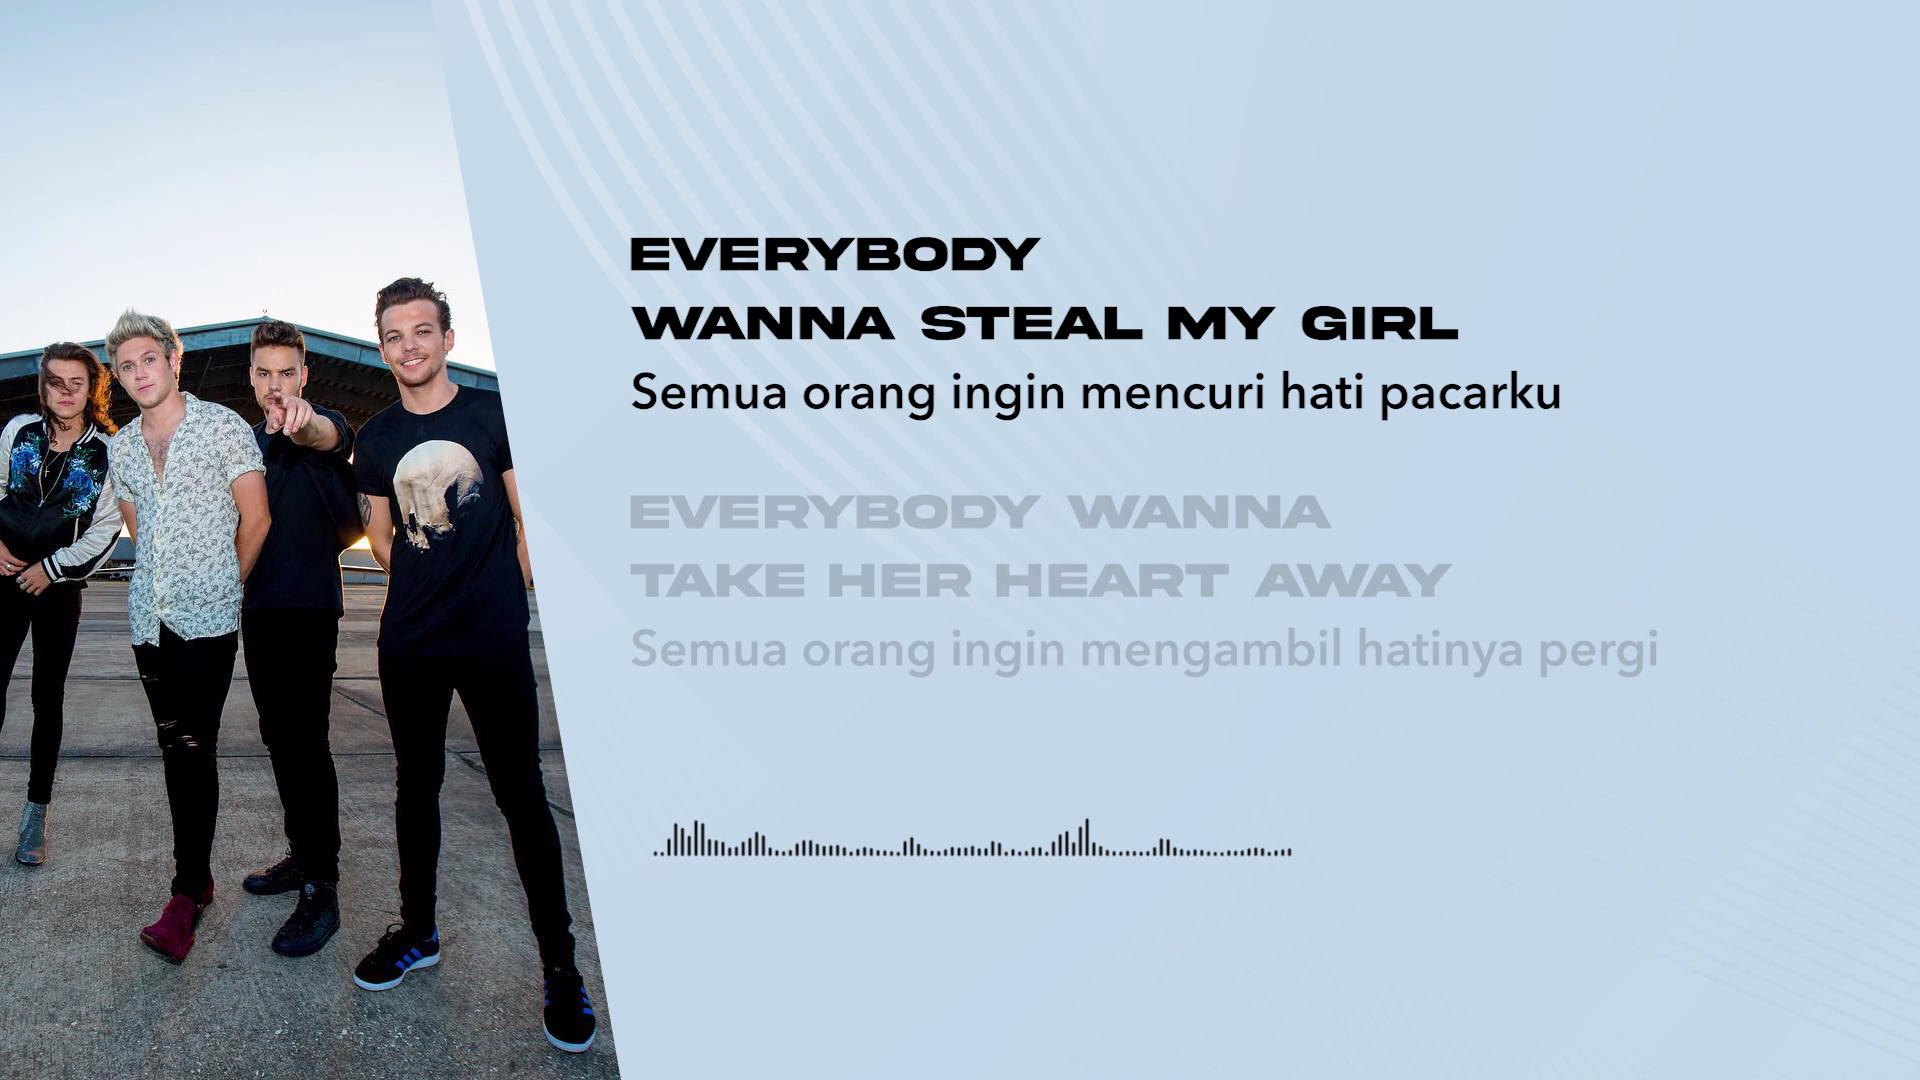 EVERYBODY
WANNA STEAL MY GIRL
Semua orang ingin mencuri hati pacarku
EVERYBODY WANNA
TAKE HER HEART AWAY
Semua orang ingin mengambil hatinya pergi